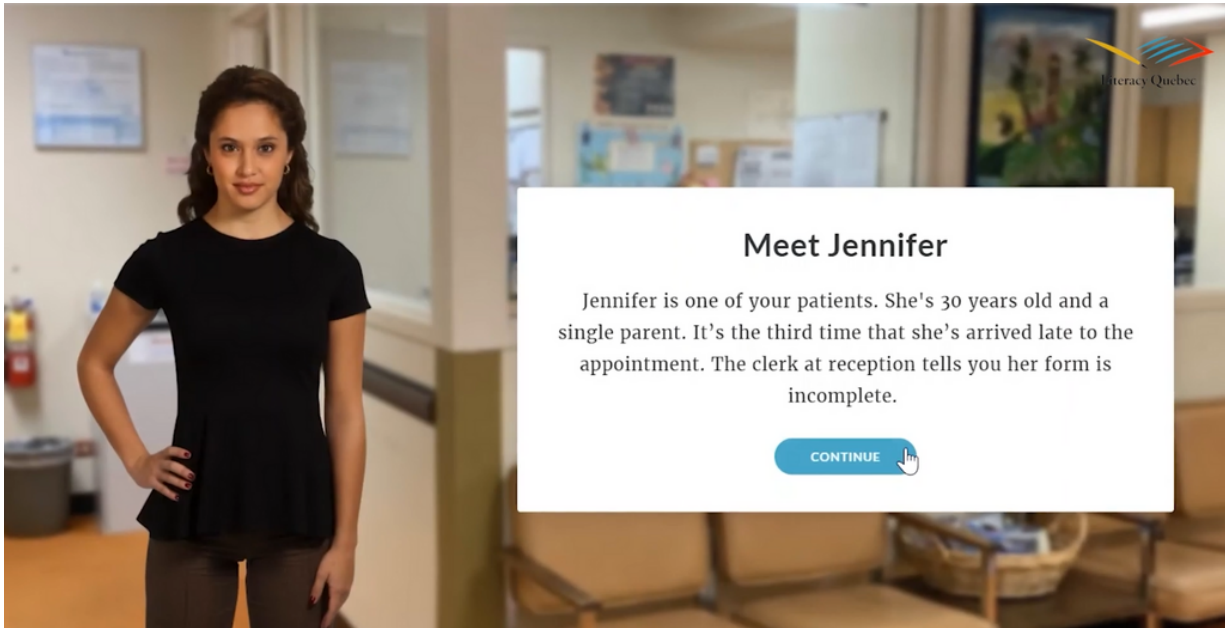 Literacy Quebec
Meet Jennifer
Jennifer is one of your patients. She's 30 years old and a
single parent. It’s the third time that she’s arrived late to the
appointment. The clerk at reception tells you her form is
incomplete.
CONTINUE